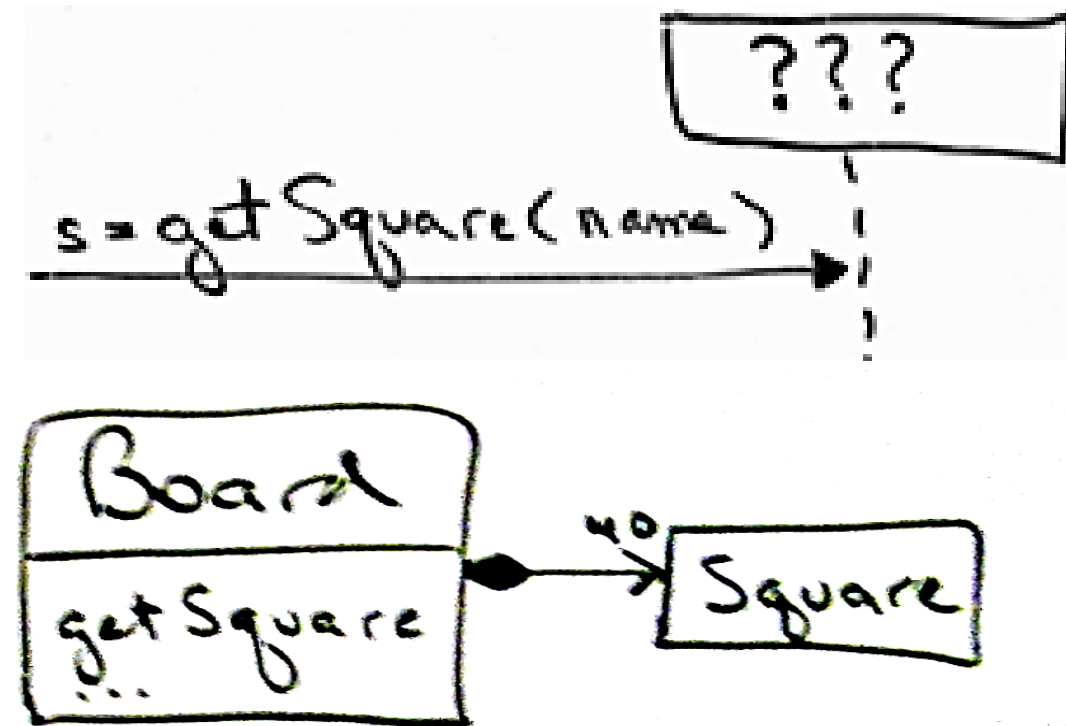 ???
s = getSquare(name)
Board
40
Square
getSquare
...